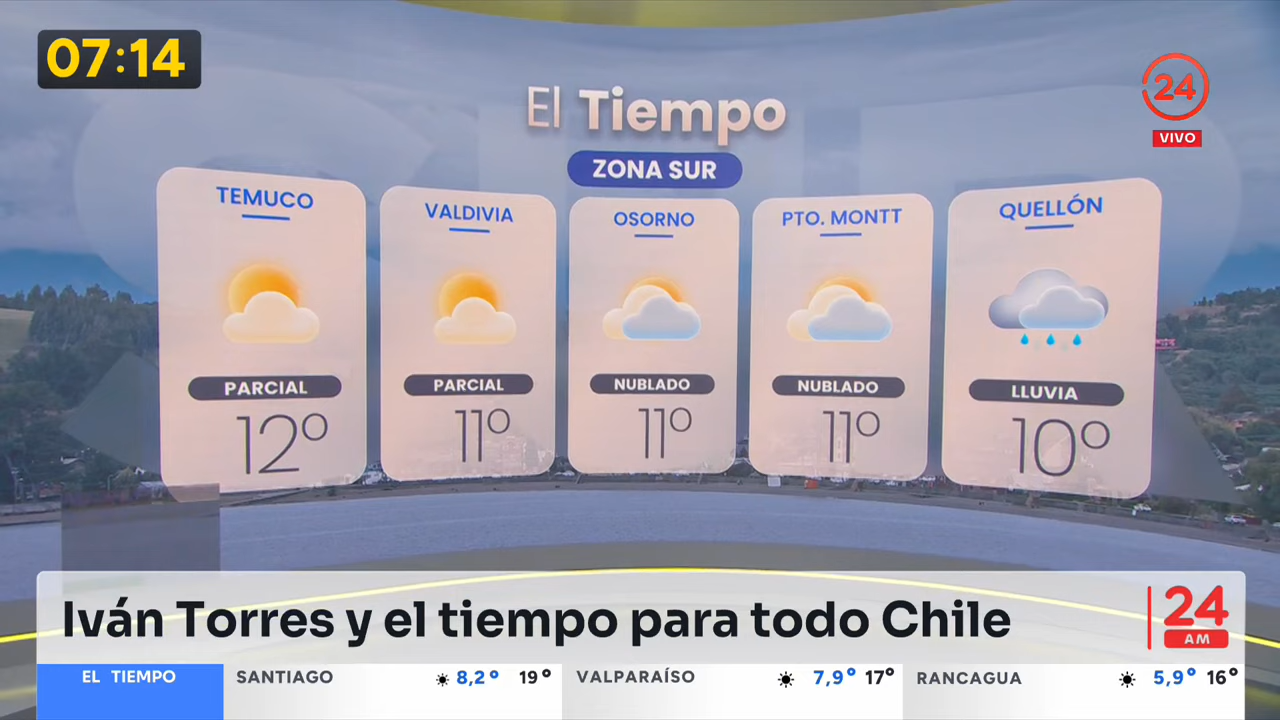 07:14
24
VIVO
El Tiempo
ZONA SUR
TEMUCO
PARCIAL
12°
VALDIVIA
PARCIAL
11°
OSORNO
NUBLADO
11°
PTO. MONTT
NUBLADO
11°
QUELLÓN
LLUVIA
10°
Iván Torres y el tiempo para todo Chile
24
AM
EL TIEMPO SANTIAGO 8,2° 19° VALPARAÍSO 7,9° 17° RANCAGUA 5,9° 16°